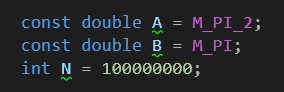 const double A = M_PI_2;
const double B = M_PI;
int N = 100000000;